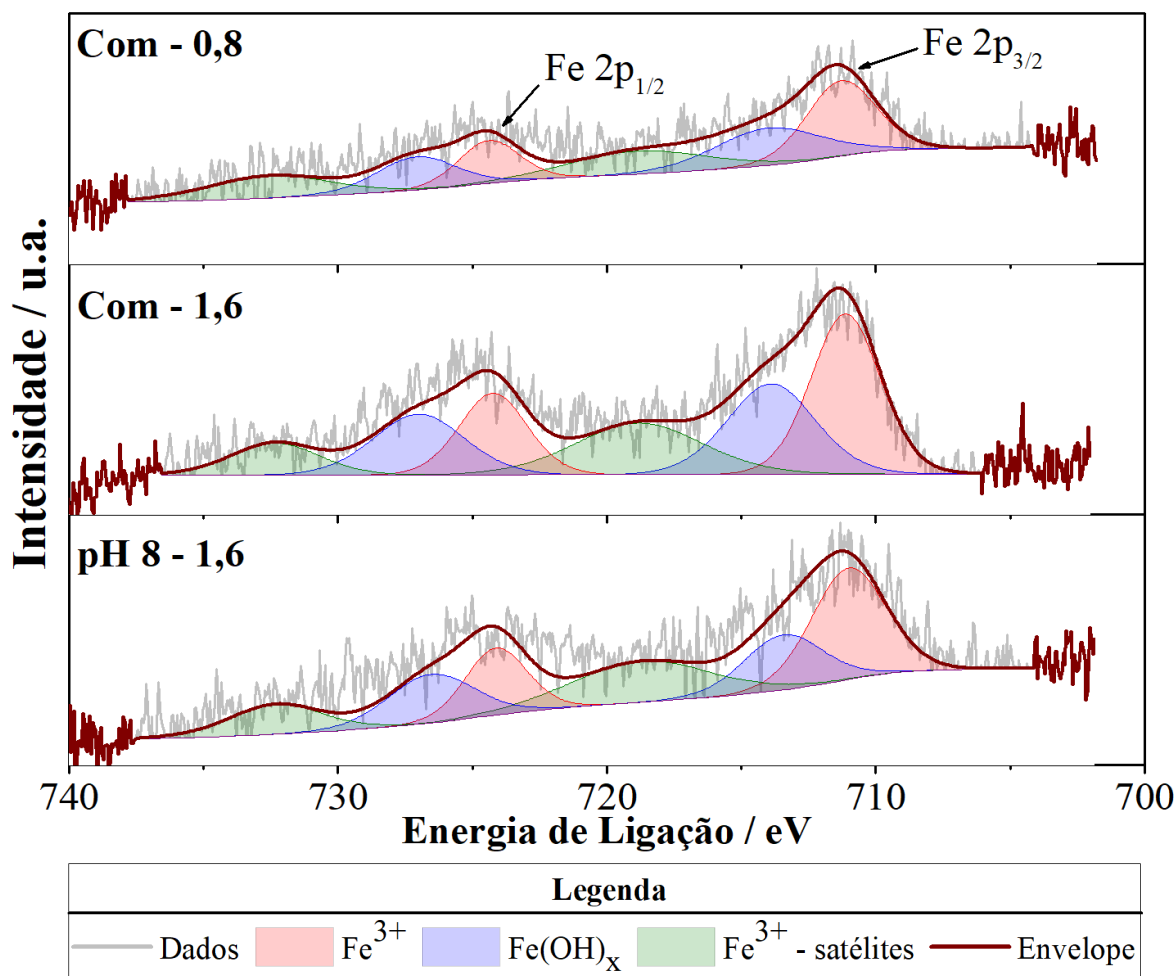 Com - 0,8
Fe 2p1/2
Fe 2p3/2
Com - 1,6
pH 8 - 1,6
Intensidade / u.a.
740 730 720 710 700
Energia de Ligação / eV
Legenda
Dados Fe3+ Fe(OH)x Fe3+ - satélites Envelope